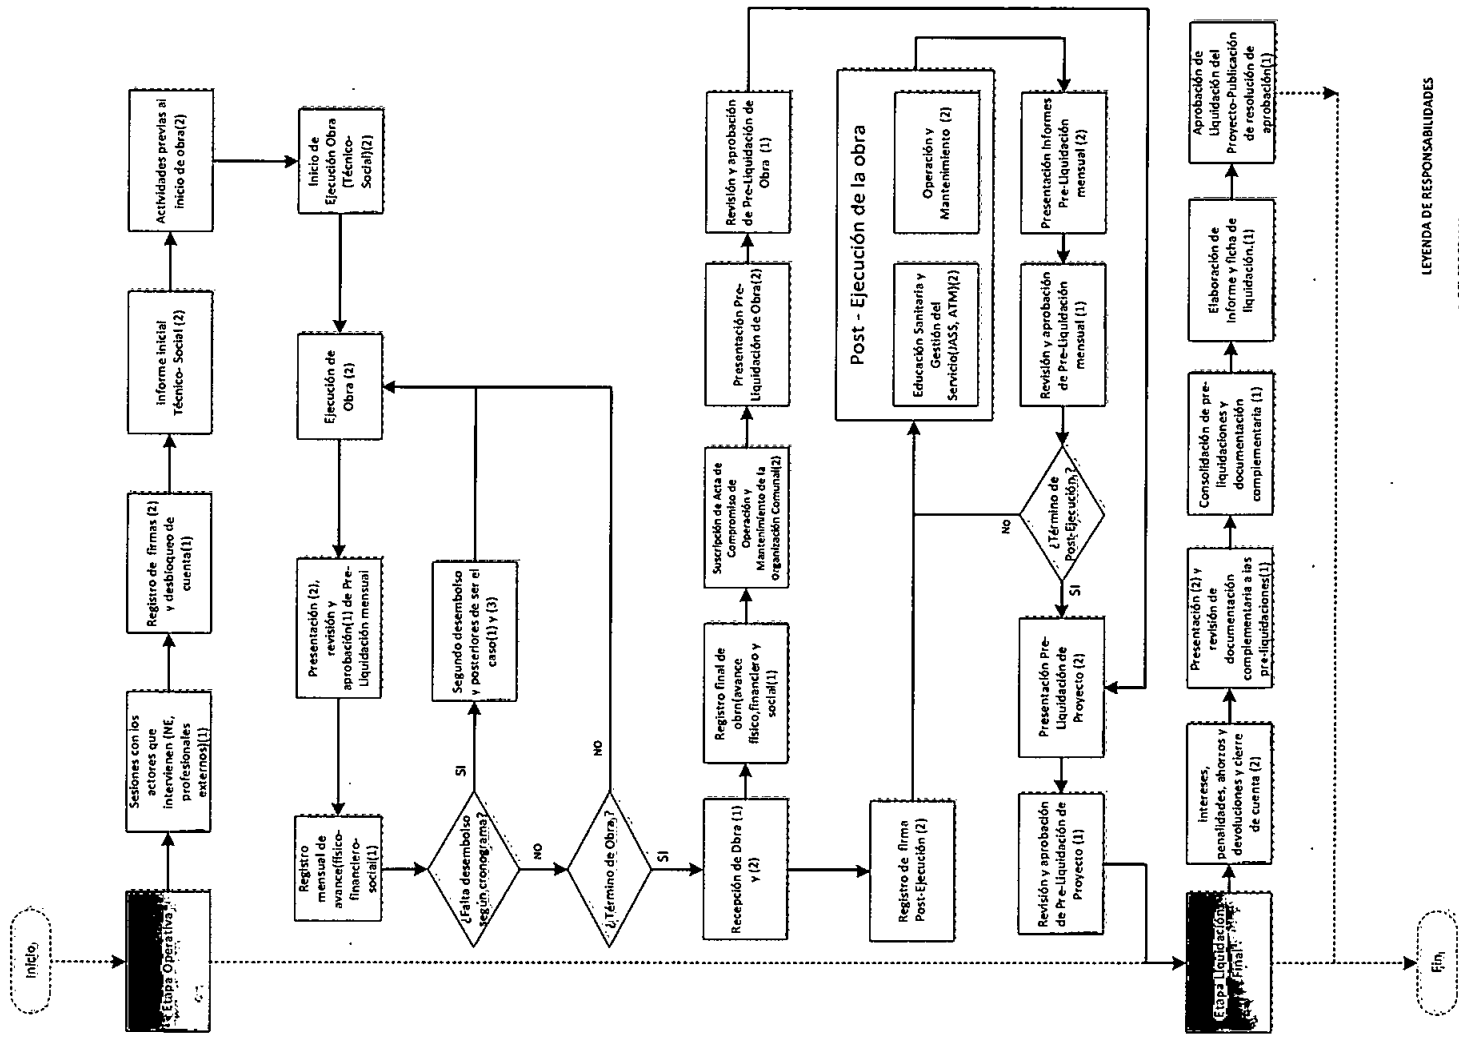 Inicio
Etapa Operativa
Sesiones con los
actores que
intervienen (NE,
profesionales
externos)(1)
Registro de firmas (2)
y desbloqueo de
cuenta(1)
Informe inicial
Técnico- Social (2)
Actividades previas al
inicio de obra(2)
Inicio de
Ejecución Obra
(Técnico-
Social)(2)
Ejecución de
Obra (2)
Presentación (2),
revisión y
aprobación(1) de Pre-
Liquidación mensual
Registro
mensual de
avance(físico-
financiero-
social(1)
¿Falta desembolso
según cronograma?
SI
NO
Segundo desembolso
y posteriores de ser el
caso(1) y (3)
¿Término de Obra,?
NO
SI
Recepción de Dbra (1)
y (2)
Registro final de
obrn(avance
físico,financiero y
social(1)
Suscripción de Acta de
Compromiso de
Operación y
Mantenimiento de la
Organización Comunal(2)
Presentación Pre-
Liquidación de Obra(2)
Revisión y aprobación
de Pre-Liquidación de
Obra (1)
Registro de firma
Post-Ejecución (2)
Post - Ejecución de la obra
Educación Sanitaria y
Gestión del
Servicio(JASS, ATM)(2)
Operación y
Mantenimiento (2)
Presentación Informes
Pre-Liquidación
mensual (2)
Revisión y aprobación
de Pre-Liquidación
mensual (1)
¿Término de
Post-Ejecución,?
NO
SI
Presentación Pre-
Liquidación de
Proyecto (2)
Revisión y aprobación
de Pre-Liquidación de
Proyecto (1)
Etapa Liquidación
Final
intereses,
penalidades, ahorros y
devoluciones y cierre
de cuenta (2)
Presentación (2) y
revisión de
documentación
complementaria a las
pre-liquidaciones(1)
Consolidación de pre-
liquidaciones y
documentación
complementaria (1)
Elaboración de
Informe y ficha de
liquidación.(1)
Aprobación de
Liquidación del
Proyecto-Publicación
de resolución de
aprobación(1)
Fin,
LEYENDA DE RESPONSABILIDADES